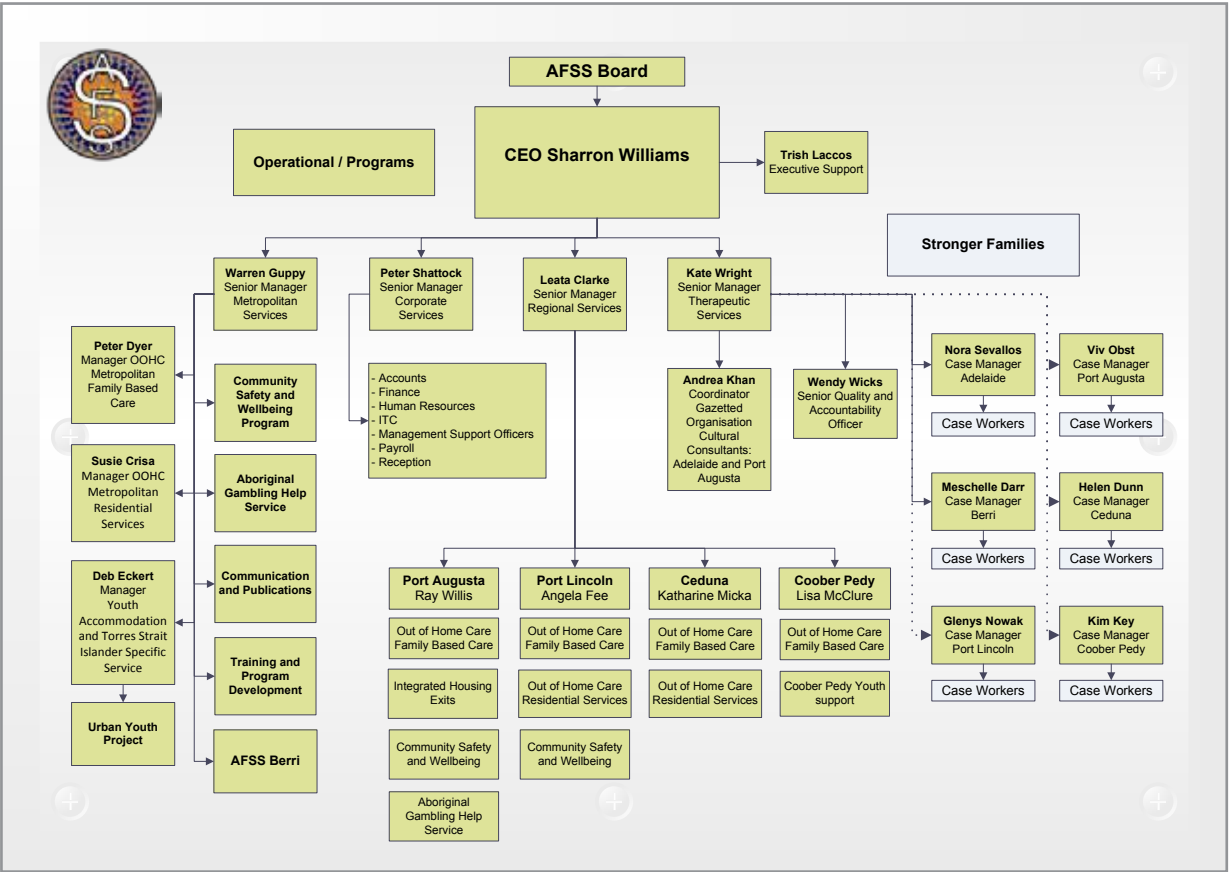 AFSS Board
CEO Sharron Williams
Operational / Programs
Trish Laccos
Executive Support
Stronger Families
Warren Guppy
Senior Manager
Metropolitan
Services
Peter Shattock
Senior Manager
Corporate
Services
Leata Clarke
Senior Manager
Regional Services
Kate Wright
Senior Manager
Therapeutic
Services
Peter Dyer
Manager OOHC
Metropolitan
Family Based
Care
Susie Crisa
Manager OOHC
Metropolitan
Residential
Services
Deb Eckert
Manager
Youth
Accommodation
and Torres Strait
Islander Specific
Service
Urban Youth
Project
Community
Safety and
Wellbeing
Program
Aboriginal
Gambling Help
Service
Communication
and Publications
Training and
Program
Development
AFSS Berri
- Accounts
- Finance
- Human Resources
- ITC
- Management Support Officers
- Payroll
- Reception
Andrea Khan
Coordinator
Gazetted
Organisation
Cultural
Consultants:
Adelaide and Port
Augusta
Wendy Wicks
Senior Quality and
Accountability
Officer
Nora Sevallos
Case Manager
Adelaide
Case Workers
Viv Obst
Case Manager
Port Augusta
Case Workers
Meschelle Darr
Case Manager
Berri
Case Workers
Helen Dunn
Case Manager
Ceduna
Case Workers
Glenys Nowak
Case Manager
Port Lincoln
Case Workers
Kim Key
Case Manager
Coober Pedy
Case Workers
Port Augusta
Ray Willis
Out of Home Care
Family Based Care
Integrated Housing
Exits
Community Safety
and Wellbeing
Aboriginal
Gambling Help
Service
Port Lincoln
Angela Fee
Out of Home Care
Family Based Care
Out of Home Care
Residential Services
Community Safety
and Wellbeing
Ceduna
Katharine Micka
Out of Home Care
Family Based Care
Out of Home Care
Residential Services
Coober Pedy
Lisa McClure
Out of Home Care
Family Based Care
Coober Pedy Youth
support